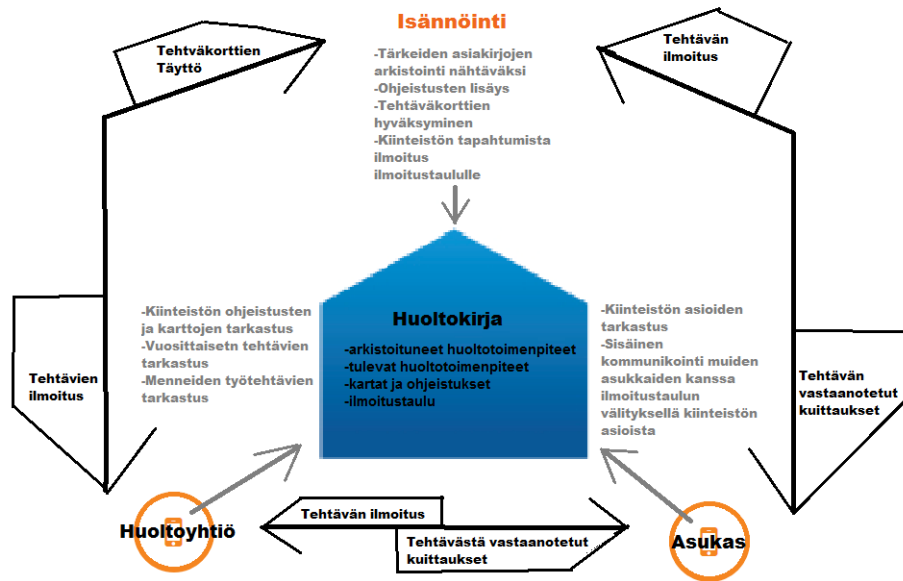 Isännöinti
-Tärkeiden asiakirjojen
arkistointi nähtäväksi
-Ohjeistusten lisäys
-Tehtäväkorttien
hyväksyminen
-Kiinteistön tapahtumista
ilmoitus
ilmoitustaululle
Tehtväkorttien
Täyttö
Tehtävän
ilmoitus
-Kiinteistön ohjeistusten
ja karttojen tarkastus
-Vuosittaisetn tehtävien
tarkastus
-Menneiden työtehtävien
tarkastus
Huoltokirja
-arkistoituneet huoltotoimenpiteet
-tulevat huoltotoimenpiteet
-kartat ja ohjeistukset
-ilmoitustaulu
-Kiinteistön asioiden
tarkastus
-Sisäinen
kommunikointi muiden
asukkaiden kanssa
ilmoitustaulun
välityksellä kiinteistön
asioista
Tehtävien
ilmoitus
Tehtävän
vastaanotetut
kuittaukset
Huoltoyhtiö
Tehtävän ilmoitus
Tehtävästä vastaanotetut
kuittaukset
Asukas